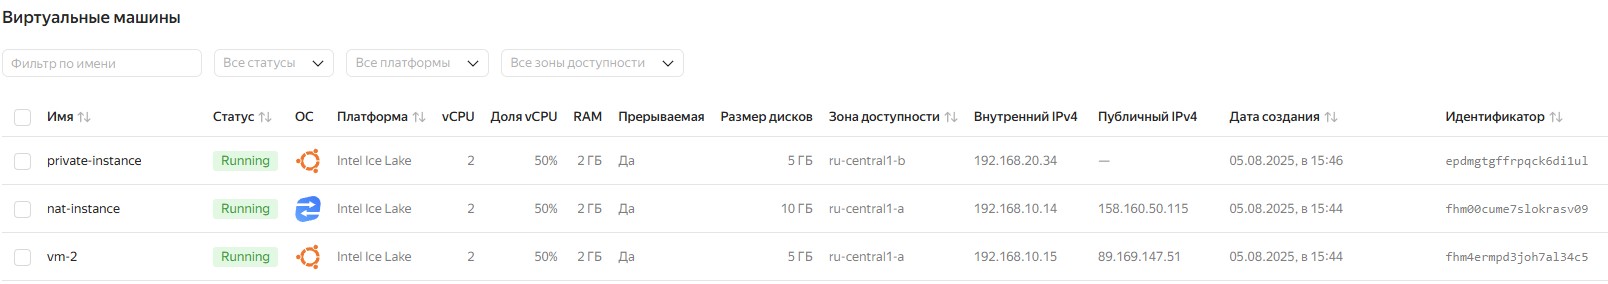 Виртуальные машины
Фильтр по имени Все статусы Все платформы Все зоны доступности
Имя Статус ОС Платформа vCPU Доля vCPU RAM Прерываемая Размер дисков Зона доступности Внутренний IPv4 Публичный IPv4 Дата создания Идентификатор
private-instance Running Intel Ice Lake 2 50% 2 ГБ Да 5 ГБ ru-central1-b 192.168.20.34 — 05.08.2025, в 15:46 epdmgtgffrpqck6di1ul
nat-instance Running Intel Ice Lake 2 50% 2 ГБ Да 10 ГБ ru-central1-a 192.168.10.14 158.160.50.115 05.08.2025, в 15:44 fhm00cume7slokrasv09
vm-2 Running Intel Ice Lake 2 50% 2 ГБ Да 5 ГБ ru-central1-a 192.168.10.15 89.169.147.51 05.08.2025, в 15:44 fhm4ermpd3joh7al34c5